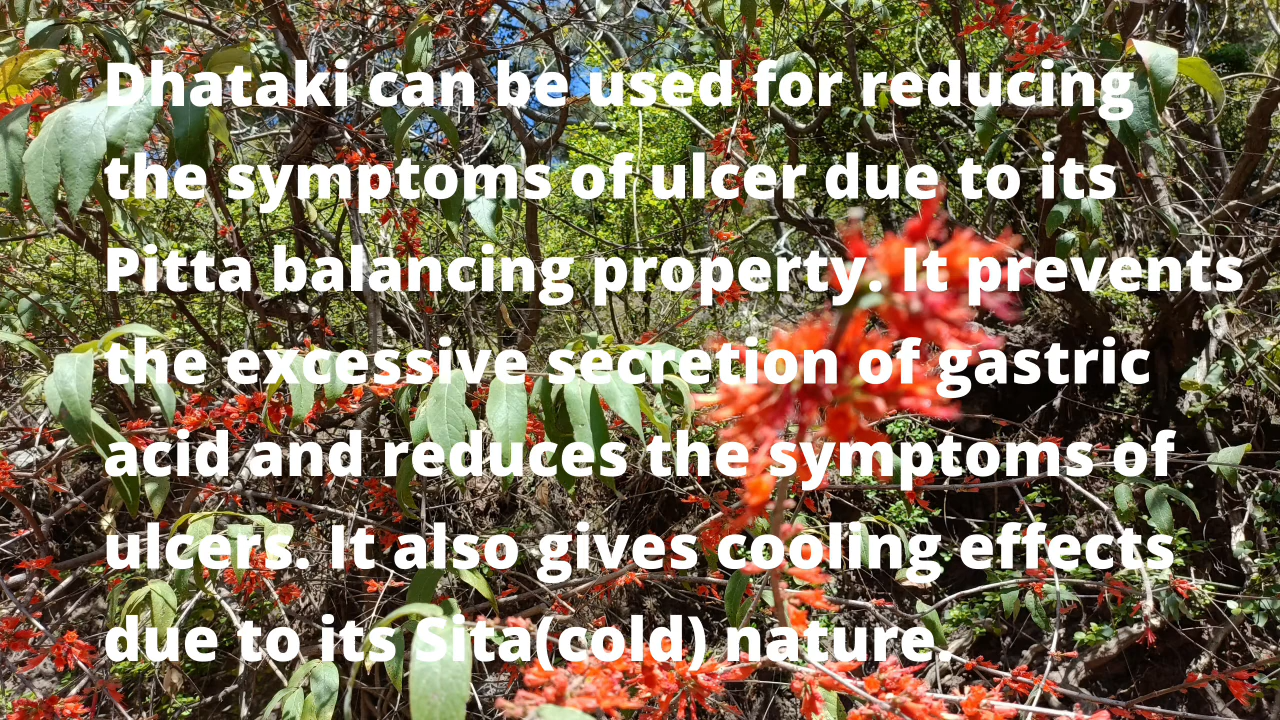 Dhataki can be used for reducing
the symptoms of ulcer due to its
Pitta balancing property. It prevents
the excessive secretion of gastric
acid and reduces the symptoms of
ulcers. It also gives cooling effects
due to its Sita(cold) nature.